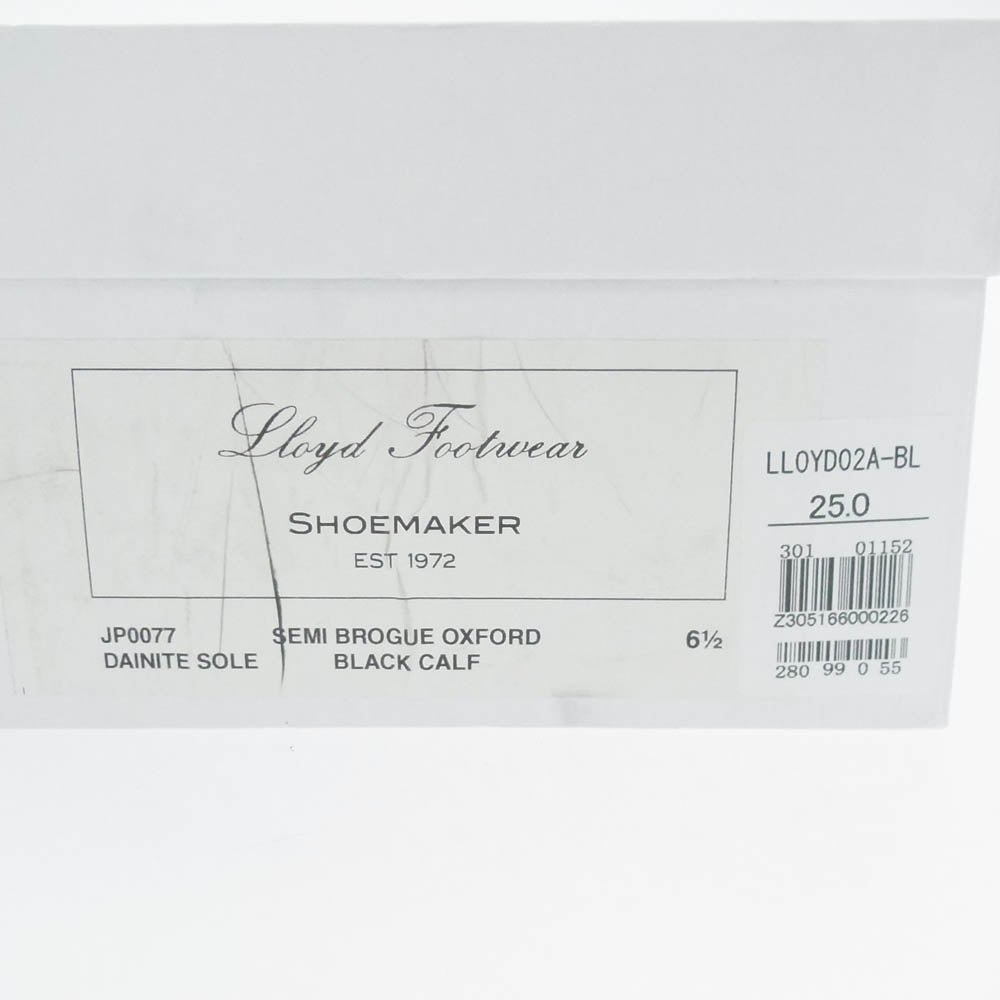 Lloyd Footwear
SHOEMAKER
EST 1972
JP0077 SEMI BROGUE OXFORD 6½
DAINITE SOLE BLACK CALF
LLOYD02A-BL
25.0
301 01152
Z305166000226
280 99 0 55